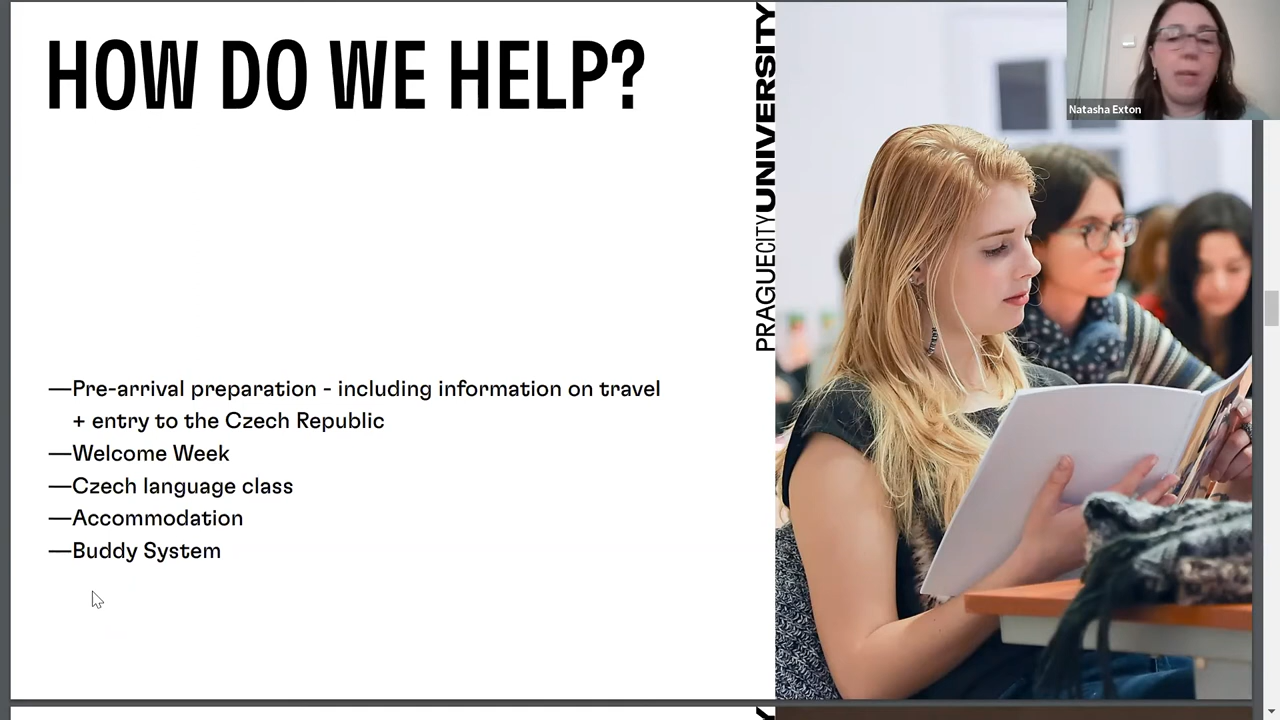 HOW DO WE HELP?
—Pre-arrival preparation - including information on travel
+ entry to the Czech Republic
—Welcome Week
—Czech language class
—Accommodation
—Buddy System
PRAGUECITYUNIVERSITY
Natasha Exton